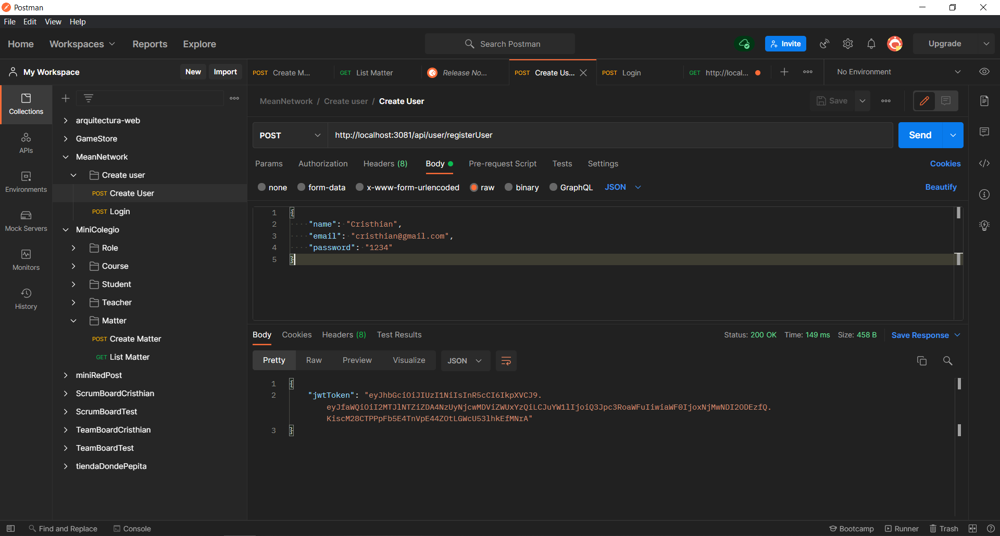 Postman
File Edit View Help
Home Workspaces Reports Explore
Search Postman
Invite
Upgrade
My Workspace
New Import
POST Create M...
GET List Matter
Release No...
POST Create Us...
POST Login
GET http://local...
No Environment
Collections
APIs
Environments
Mock Servers
Monitors
History
arquitectura-web
GameStore
MeanNetwork
Create user
POST Create User
POST Login
MiniColegio
Role
Course
Student
Teacher
Matter
POST Create Matter
GET List Matter
miniRedPost
ScrumBoardCristhian
ScrumBoardTest
TeamBoardCristhian
TeamBoardTest
tiendaDondePepita
MeanNetwork / Create user / Create User
Save
POST http://localhost:3081/api/user/registerUser
Send
Params Authorization Headers (8) Body Pre-request Script Tests Settings
Cookies
none form-data x-www-form-urlencoded raw binary GraphQL JSON
Beautify
1 {
2 "name": "Cristhian",
3 "email": "cristhian@gmail.com",
4 "password": "1234"
5 }
Body Cookies Headers (8) Test Results
Status: 200 OK Time: 149 ms Size: 458 B
Save Response
Pretty Raw Preview Visualize JSON
1 {
2 "jwtToken": "eyJhbGciOiJIUzI1NiIsInR5cCI6IkpXVCJ9.
eyJfaWQiOiI2MTJlNTZiZDA4NzUyNjcwMDViZWUxYzQiLCJuYW1lIjoiQ3Jpc3RoaWFuIiwiaWF0IjoxNjMwNDI2ODEzfQ.
KiscM28CTPPpFb5E4TnVpE44ZOtLGWcU53lhkEfMNrA"
3 }
Find and Replace Console
Bootcamp Runner Trash